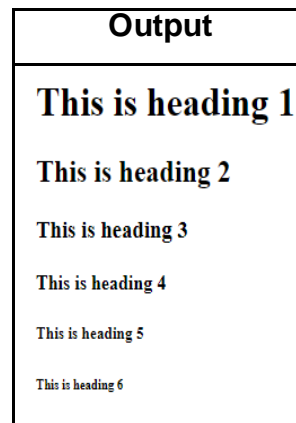 Output
This is heading 1
This is heading 2
This is heading 3
This is heading 4
This is heading 5
This is heading 6